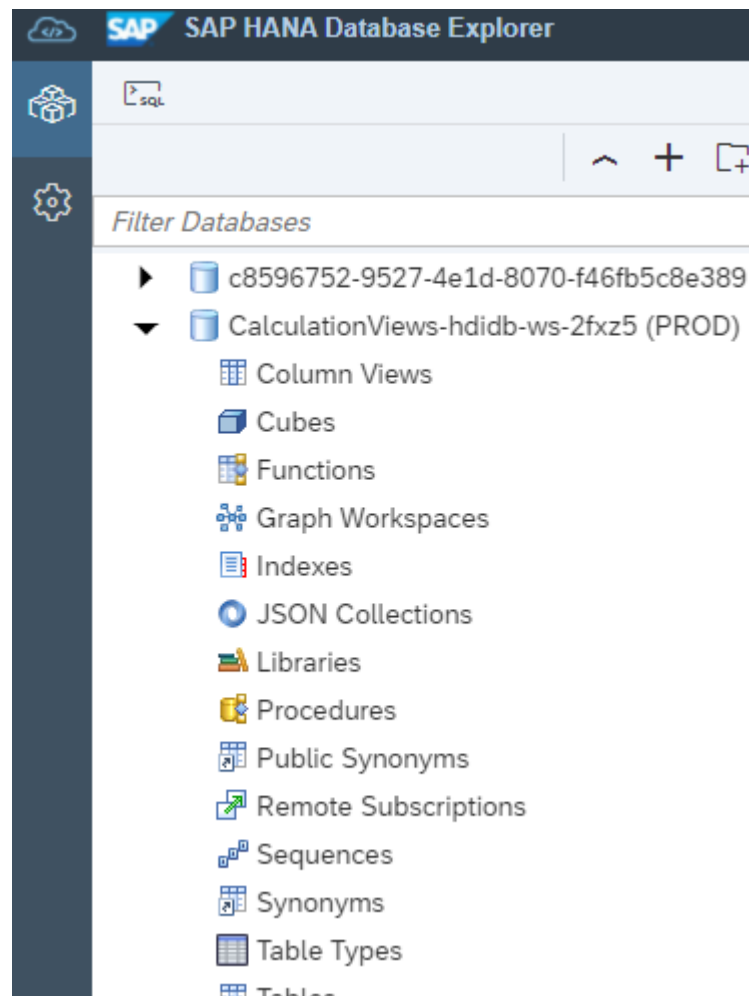 SAP SAP HANA Database Explorer
SQL
Filter Databases
c8596752-9527-4e1d-8070-f46fb5c8e389
CalculationViews-hdidb-ws-2fxz5 (PROD)
Column Views
Cubes
Functions
Graph Workspaces
Indexes
JSON Collections
Libraries
Procedures
Public Synonyms
Remote Subscriptions
Sequences
Synonyms
Table Types
Tables